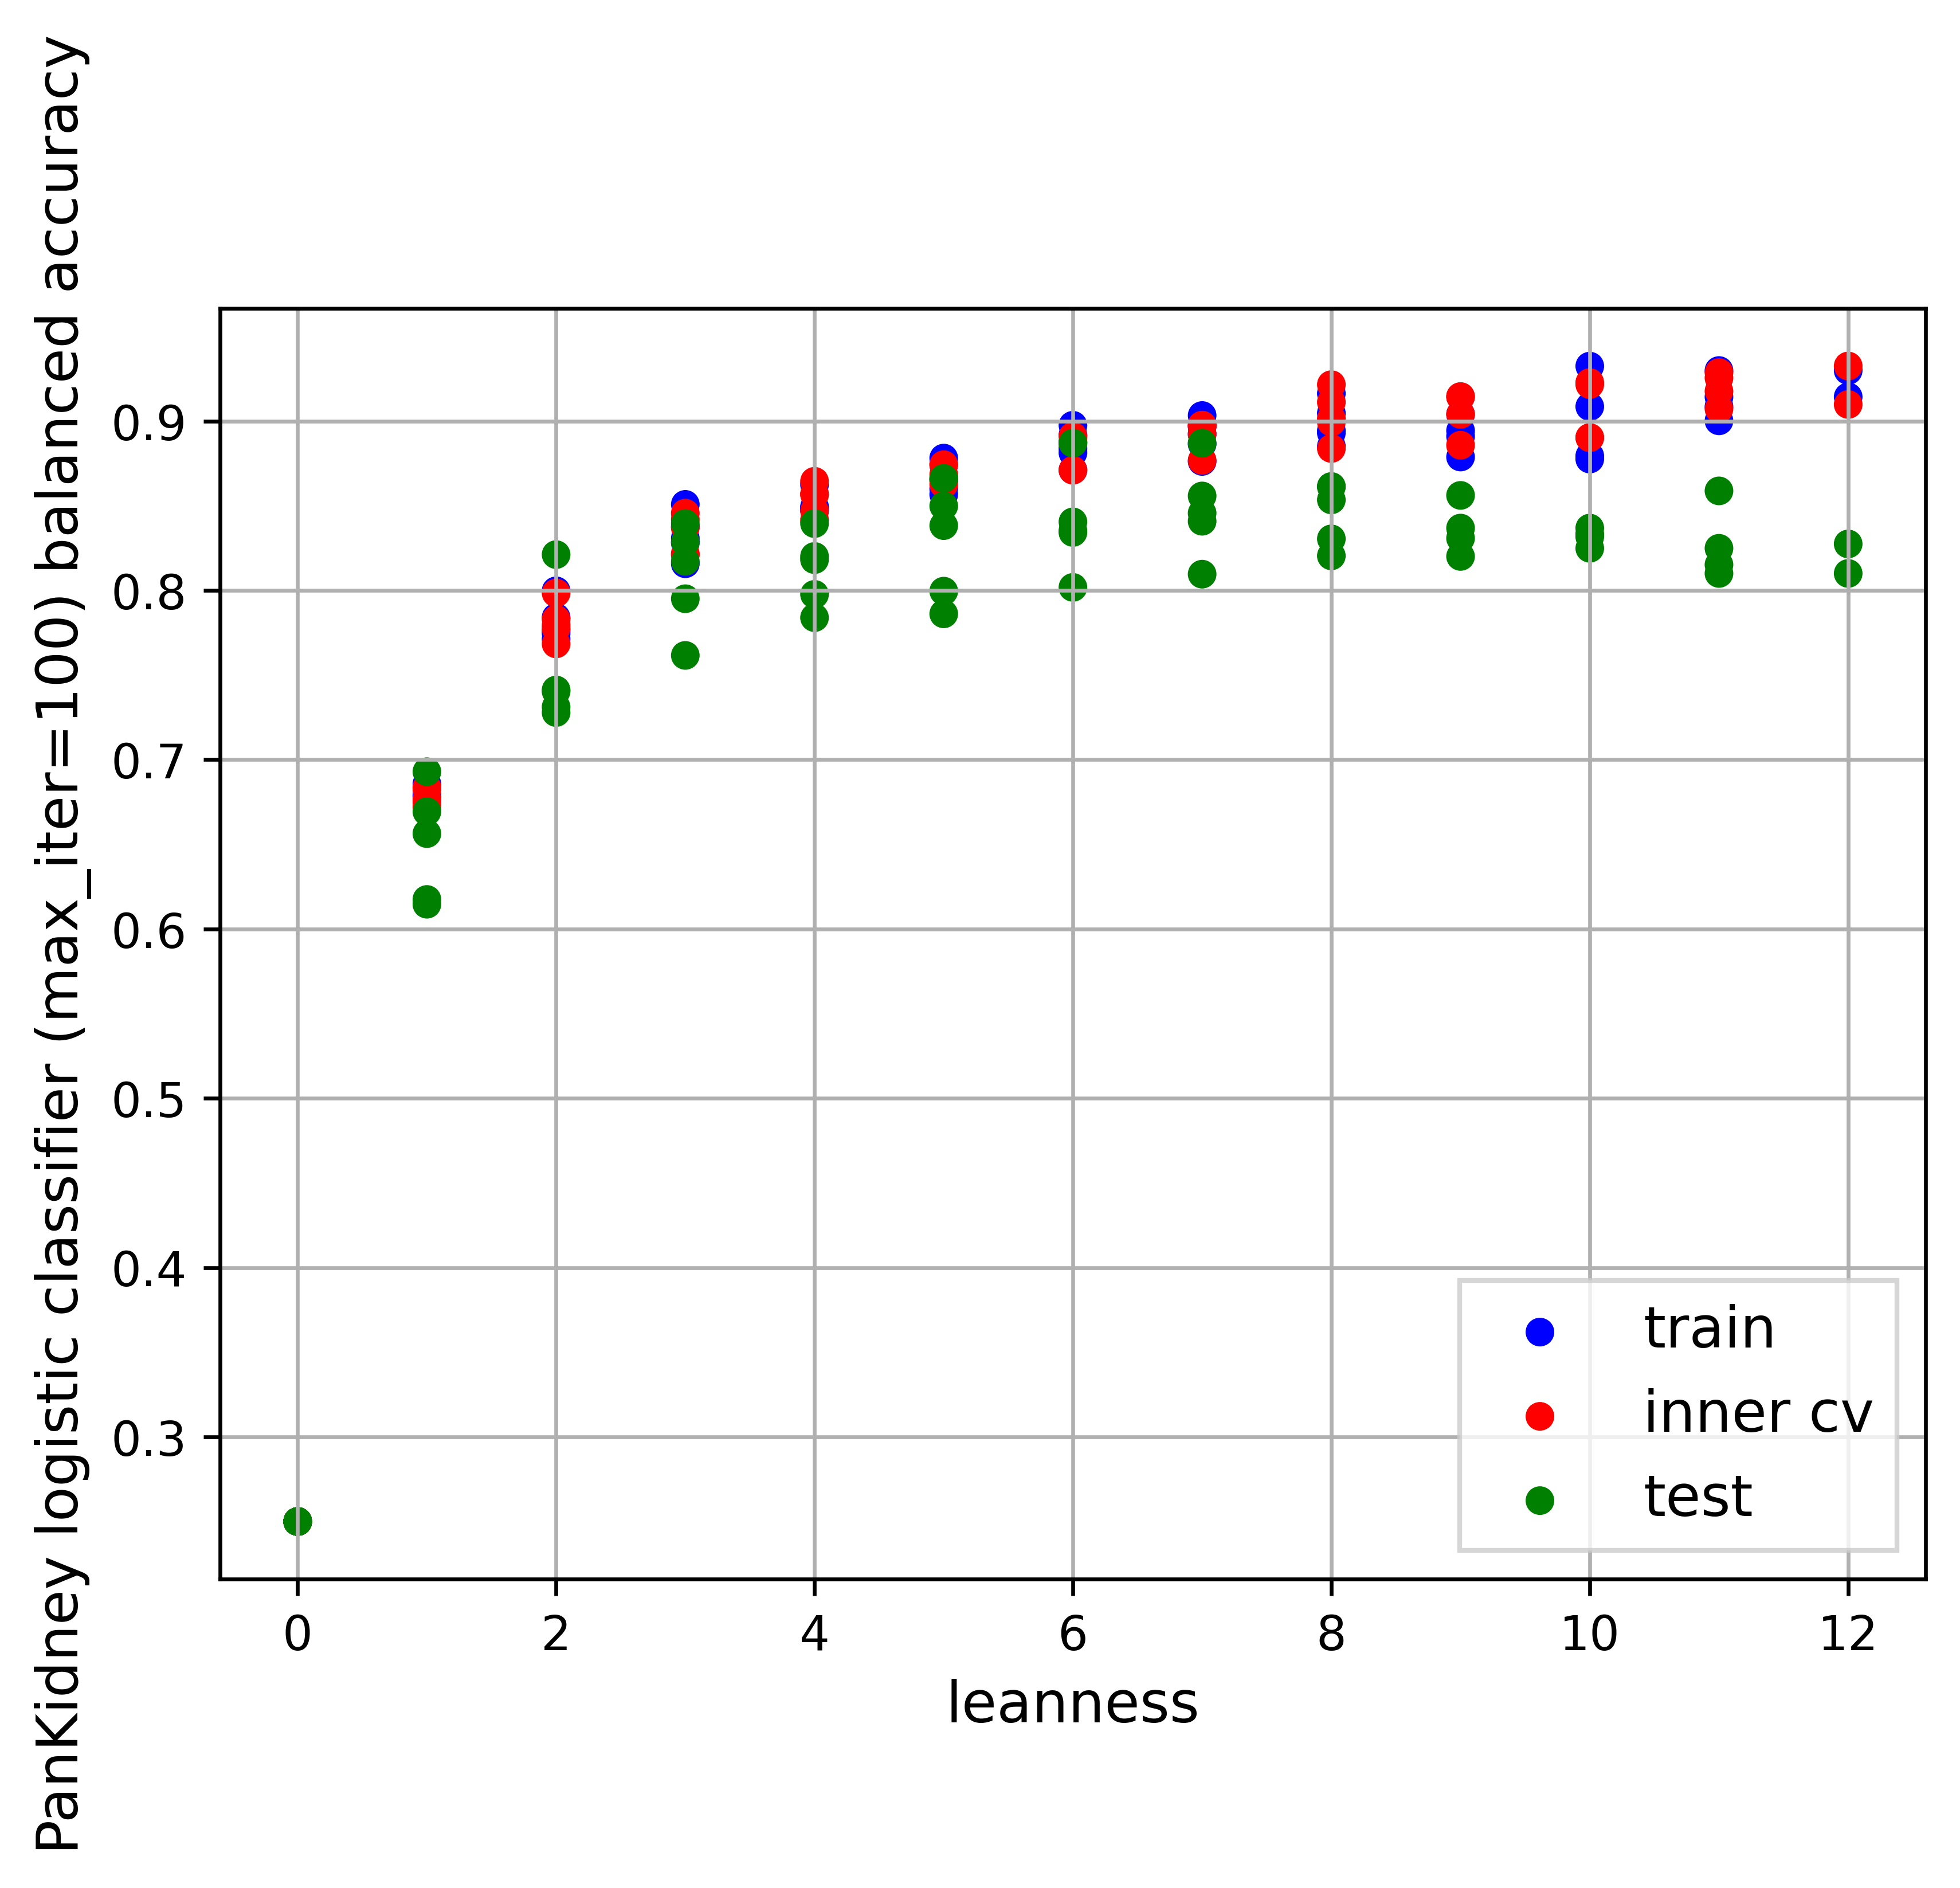 PanKidney logistic classifier (max_iter=100) balanced accuracy
0.9
0.8
0.7
0.6
0.5
0.4
0.3
0 2 4 6 8 10 12
leanness
train
inner cv
test